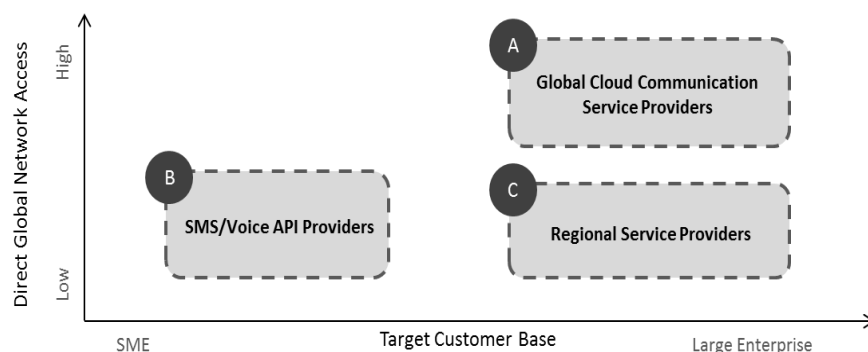 Direct Global Network Access
High
Low
A
Global Cloud Communication
Service Providers
B
SMS/Voice API Providers
C
Regional Service Providers
SME
Target Customer Base
Large Enterprise